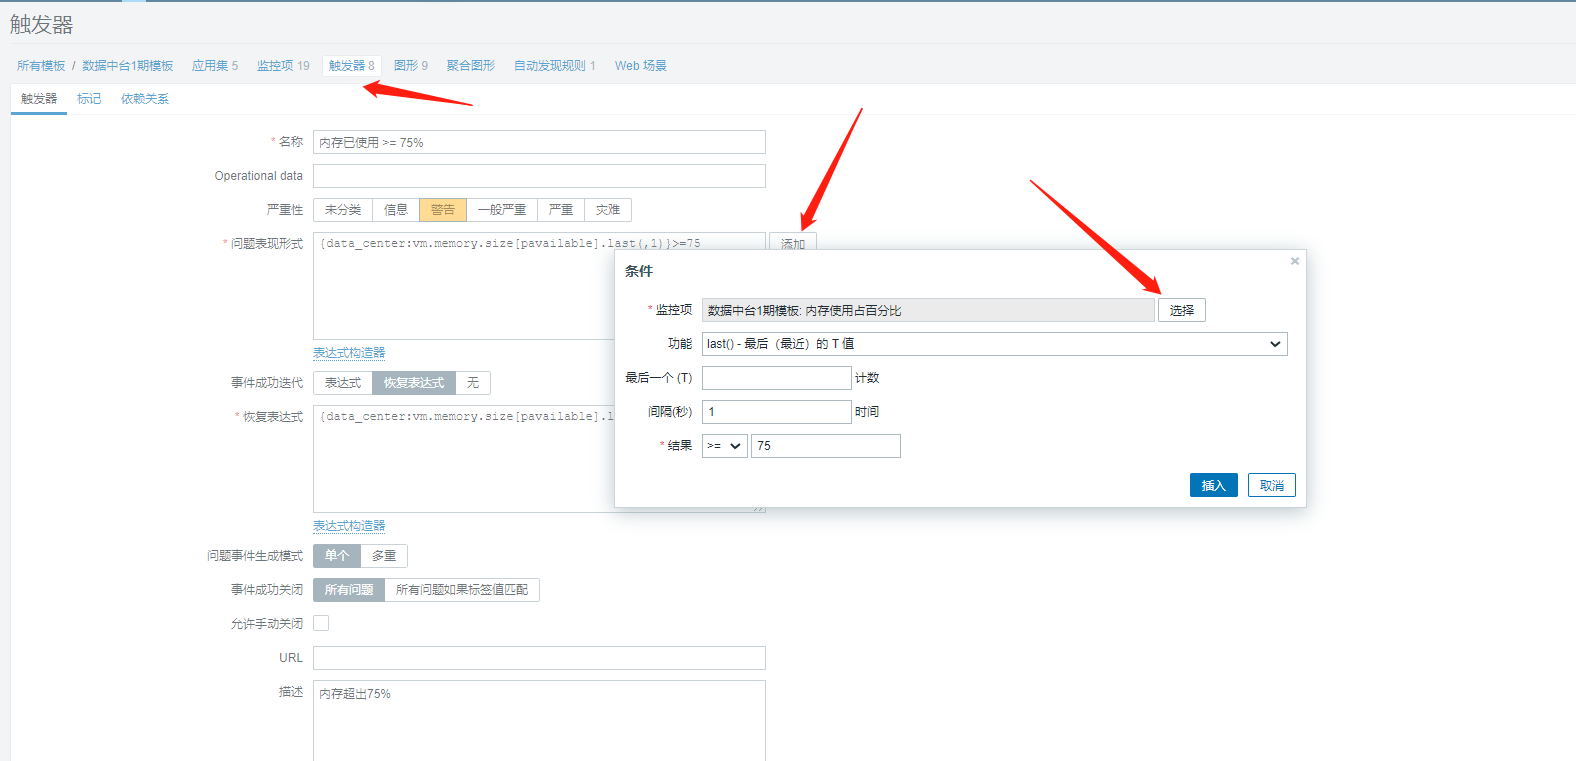 触发器
所有模板 / 数据中台1期模板 应用集 5 监控项 19 触发器 8 图形 9 聚合图形 自动发现规则 1 Web 场景
触发器 标记 依赖关系
* 名称 内存已使用 >= 75%
Operational data
严重性 未分类 信息 警告 一般严重 严重 灾难
* 问题表现形式 {data_center:vm.memory.size[pavailable].last(,1)}>=75 添加
条件
* 监控项 数据中台1期模板: 内存使用占百分比 选择
功能 last() - 最后（最近）的 T 值
最后一个 (T) 计数
间隔(秒) 1 时间
* 结果 >= 75
插入 取消
表达式构造器
事件成功迭代 表达式 恢复表达式 无
* 恢复表达式 {data_center:vm.memory.size[pavailable].l
表达式构造器
问题事件生成模式 单个 多重
事件成功关闭 所有问题 所有问题如果标签值匹配
允许手动关闭
URL
描述 内存超出75%